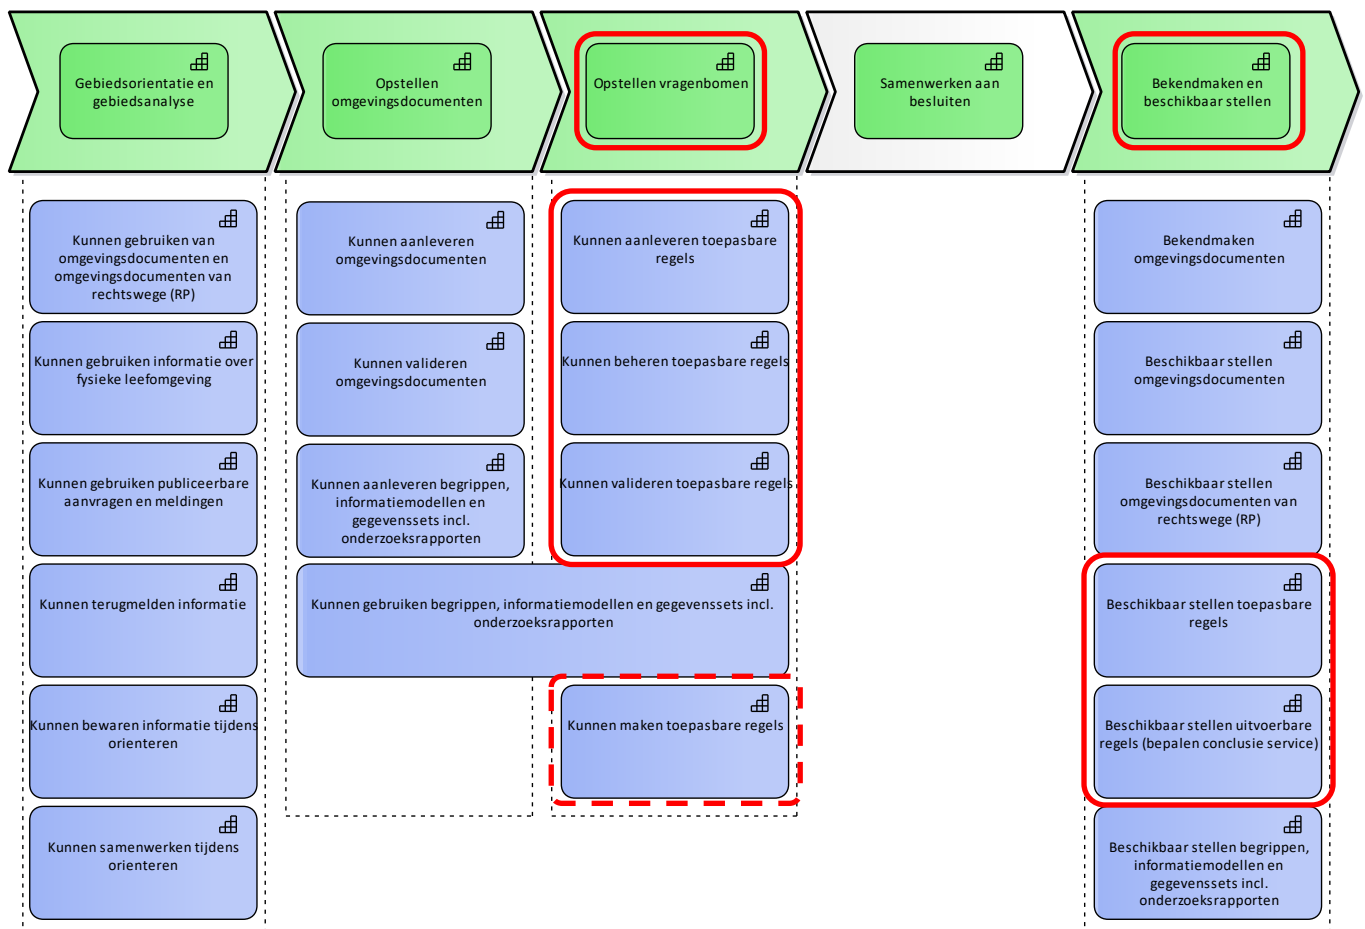 Gebiedsorientatie en
gebiedsanalyse
Opstellen
omgevingsdocumenten
Opstellen vragenbomen
Samenwerken aan
besluiten
Bekendmaken en
beschikbaar stellen
Kunnen gebruiken van
omgevingsdocumenten en
omgevingsdocumenten van
rechtswege (RP)
Kunnen gebruiken informatie over
fysieke leefomgeving
Kunnen gebruiken publiceerbare
aanvragen en meldingen
Kunnen terugmelden informatie
Kunnen bewaren informatie tijdens
orienteren
Kunnen samenwerken tijdens
orienteren
Kunnen aanleveren
omgevingsdocumenten
Kunnen valideren
omgevingsdocumenten
Kunnen aanleveren begrippen,
informatiemodellen en
gegevenssets incl.
onderzoeksrapporten
Kunnen gebruiken begrippen, informatiemodellen en gegevenssets incl.
onderzoeksrapporten
Kunnen aanleveren toepasbare
regels
Kunnen beheren toepasbare regels
Kunnen valideren toepasbare regels
Kunnen maken toepasbare regels
Bekendmaken
omgevingsdocumenten
Beschikbaar stellen
omgevingsdocumenten
Beschikbaar stellen
omgevingsdocumenten van
rechtswege (RP)
Beschikbaar stellen toepasbare
regels
Beschikbaar stellen uitvoerbare
regels (bepalen conclusie service)
Beschikbaar stellen begrippen,
informatiemodellen en
gegevenssets incl.
onderzoeksrapporten